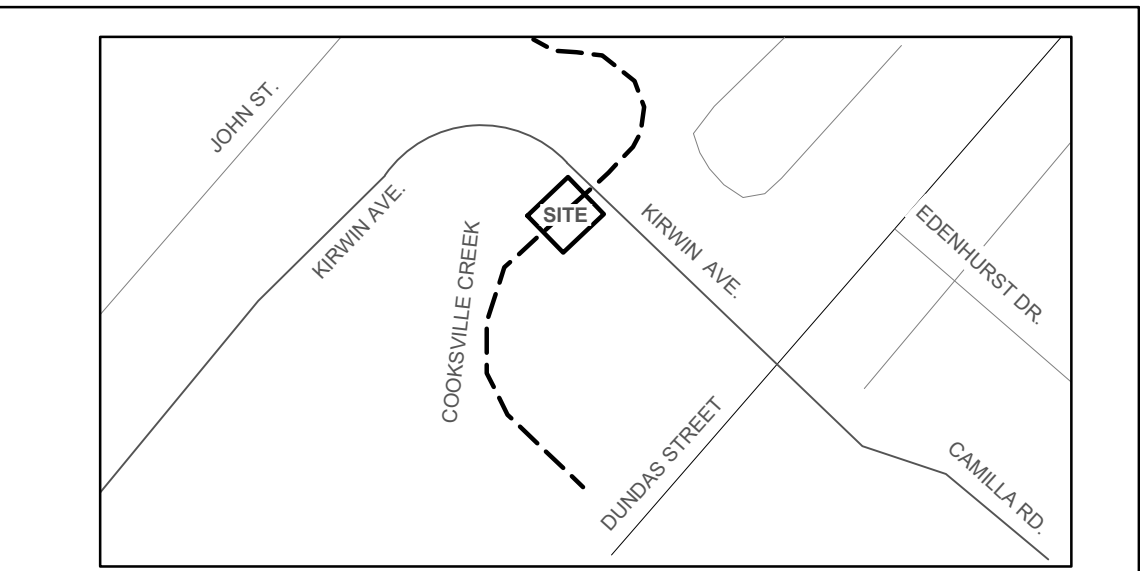 JOHN ST.
KIRWIN AVE.
COOKSVILLE CREEK
SITE
KIRWIN AVE.
EDENHURST DR.
DUNDAS STREET
CAMILLA RD.